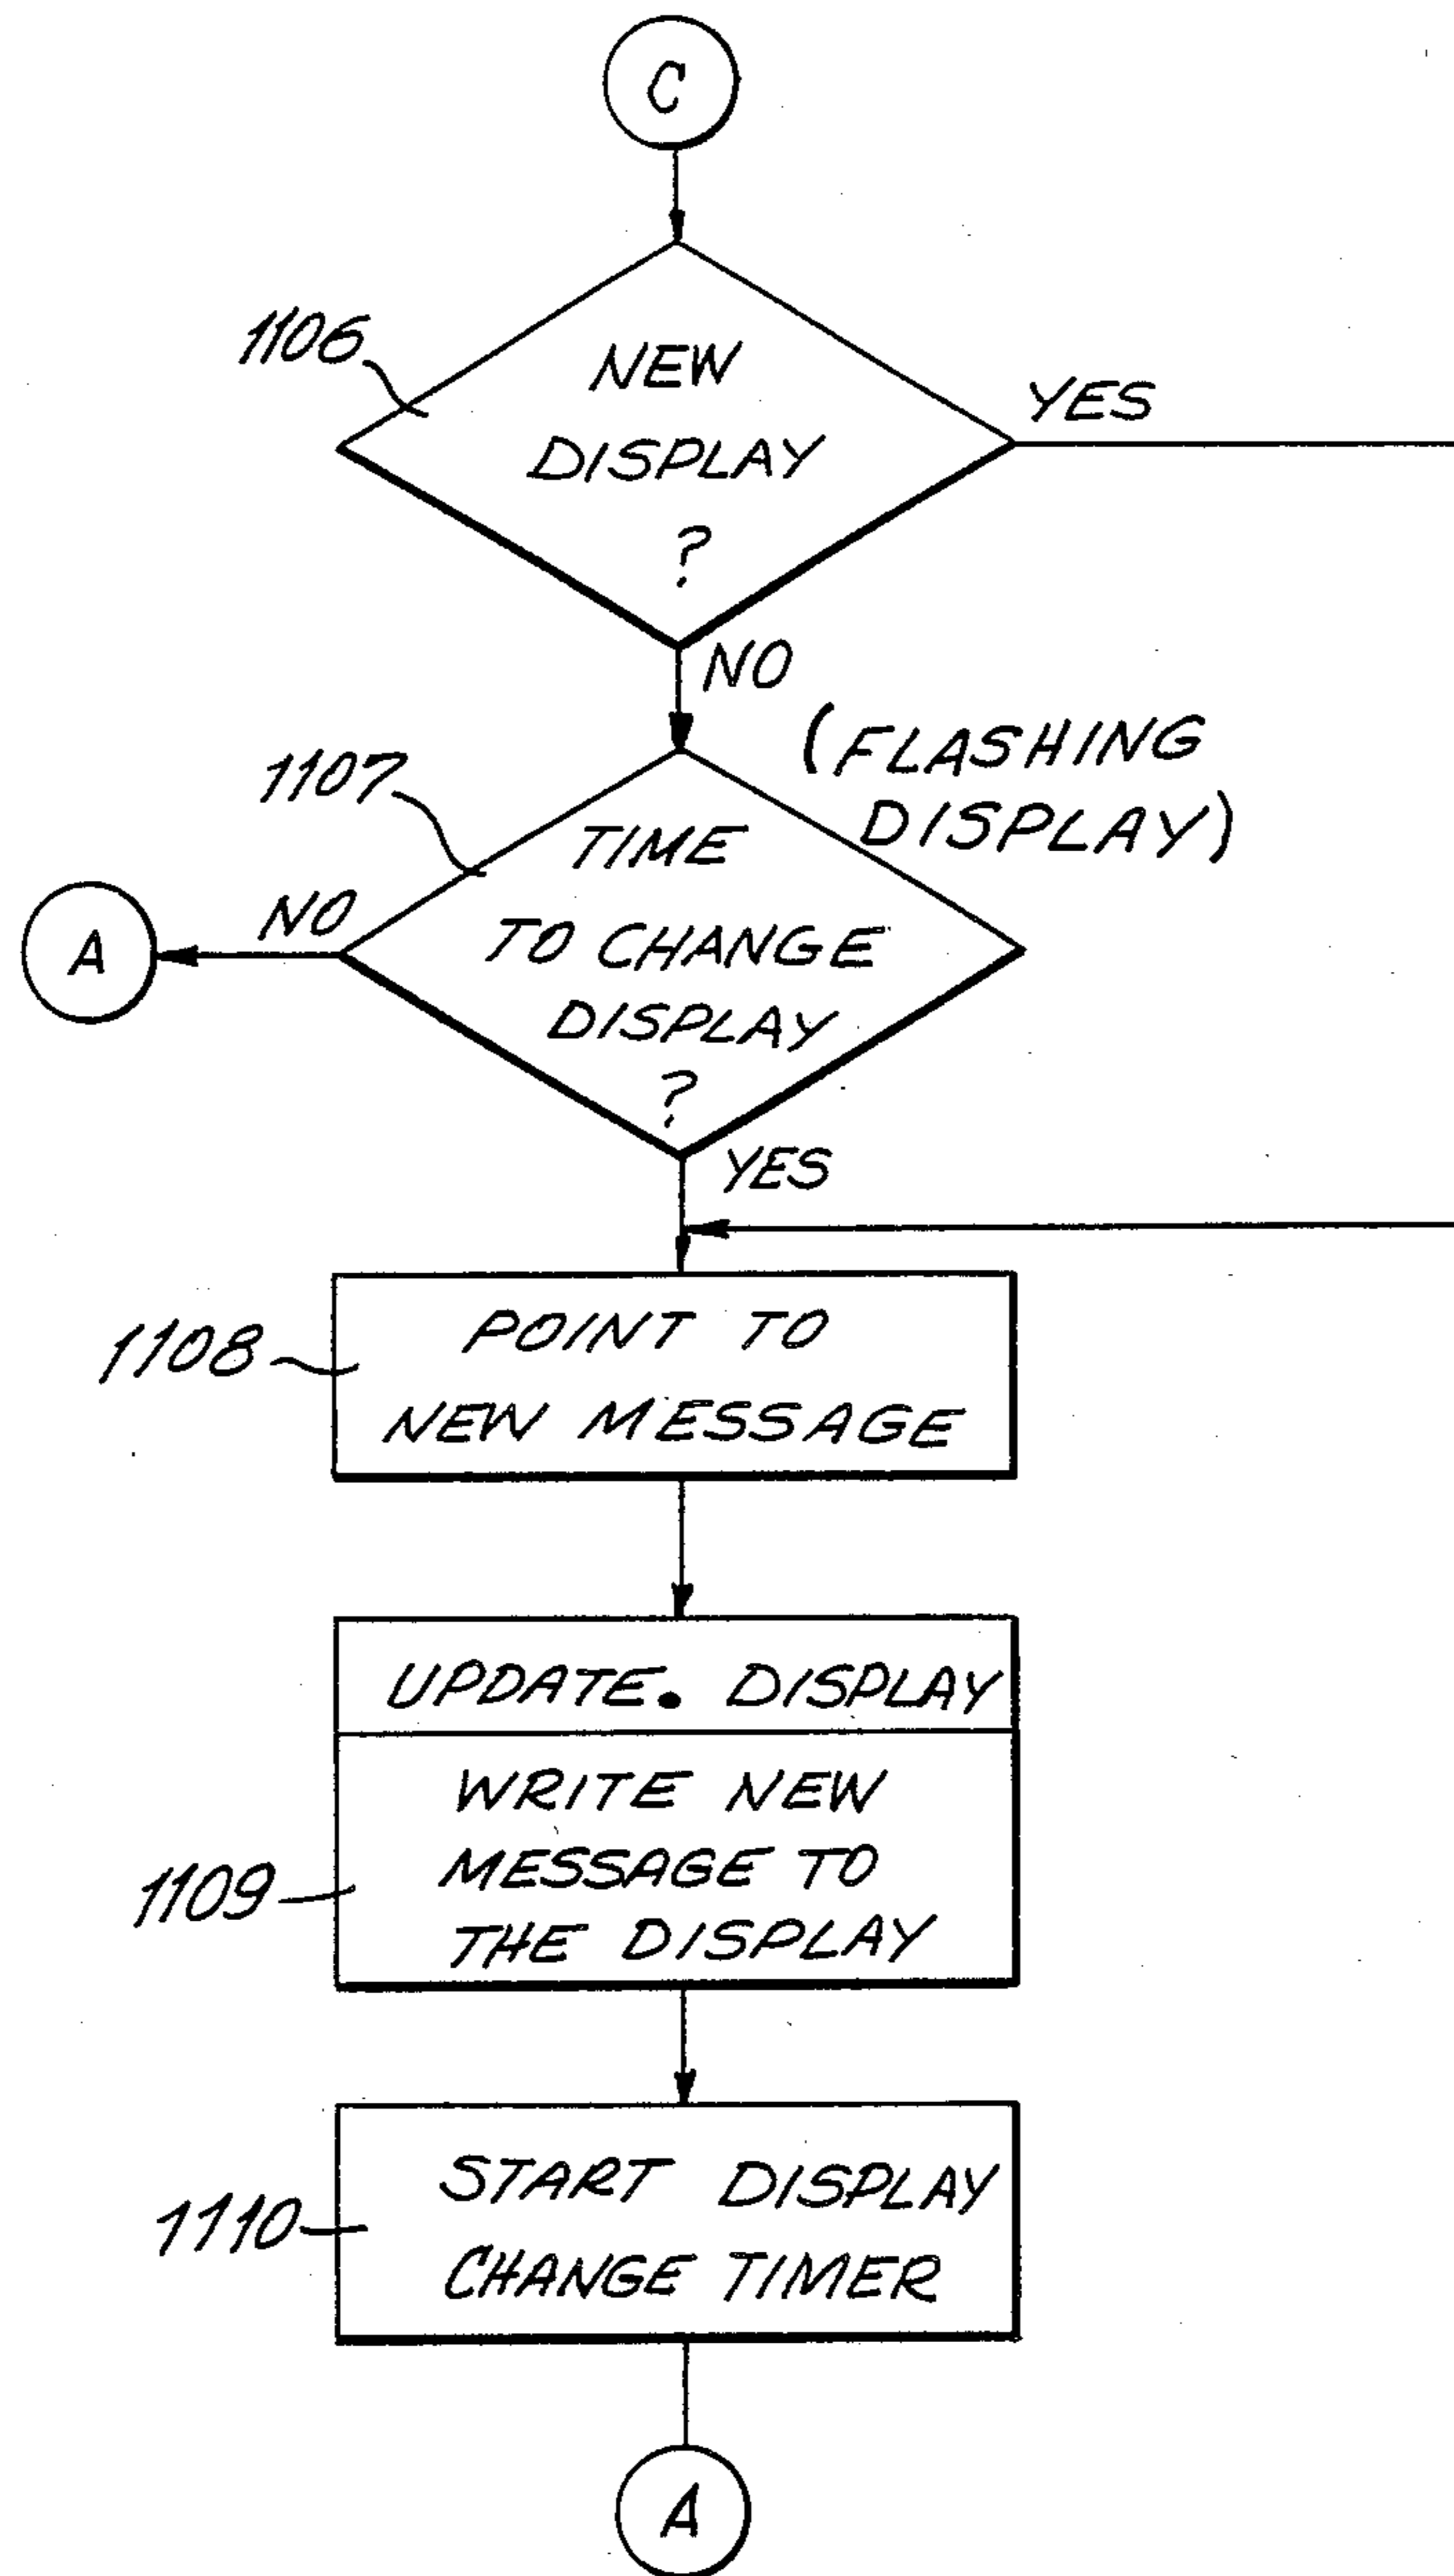 C
1106
NEW
DISPLAY
?
YES
NO
(FLASHING
DISPLAY)
1107
TIME
TO CHANGE
DISPLAY
?
NO
A
YES
1108
POINT TO
NEW MESSAGE
UPDATE. DISPLAY
1109
WRITE NEW
MESSAGE TO
THE DISPLAY
1110
START DISPLAY
CHANGE TIMER
A